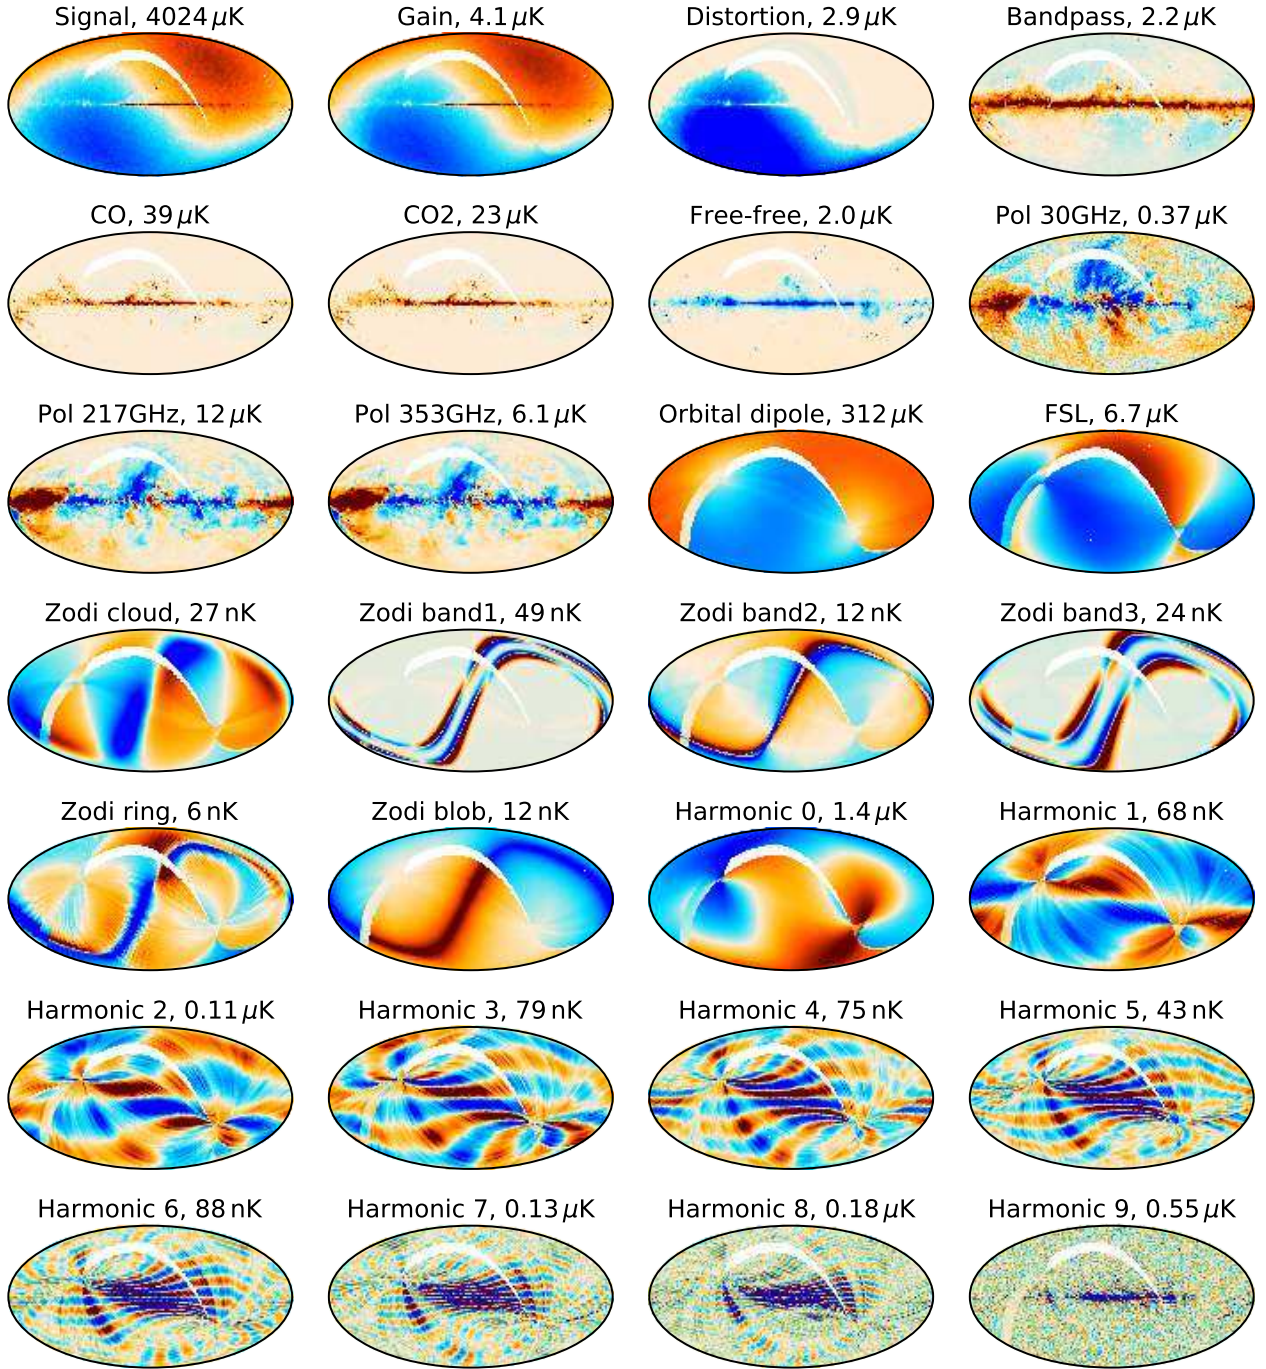 Signal, 4024 μK
Gain, 4.1 μK
Distortion, 2.9 μK
Bandpass, 2.2 μK
CO, 39 μK
CO2, 23 μK
Free-free, 2.0 μK
Pol 30GHz, 0.37 μK
Pol 217GHz, 12 μK
Pol 353GHz, 6.1 μK
Orbital dipole, 312 μK
FSL, 6.7 μK
Zodi cloud, 27 nK
Zodi band1, 49 nK
Zodi band2, 12 nK
Zodi band3, 24 nK
Zodi ring, 6 nK
Zodi blob, 12 nK
Harmonic 0, 1.4 μK
Harmonic 1, 68 nK
Harmonic 2, 0.11 μK
Harmonic 3, 79 nK
Harmonic 4, 75 nK
Harmonic 5, 43 nK
Harmonic 6, 88 nK
Harmonic 7, 0.13 μK
Harmonic 8, 0.18 μK
Harmonic 9, 0.55 μK